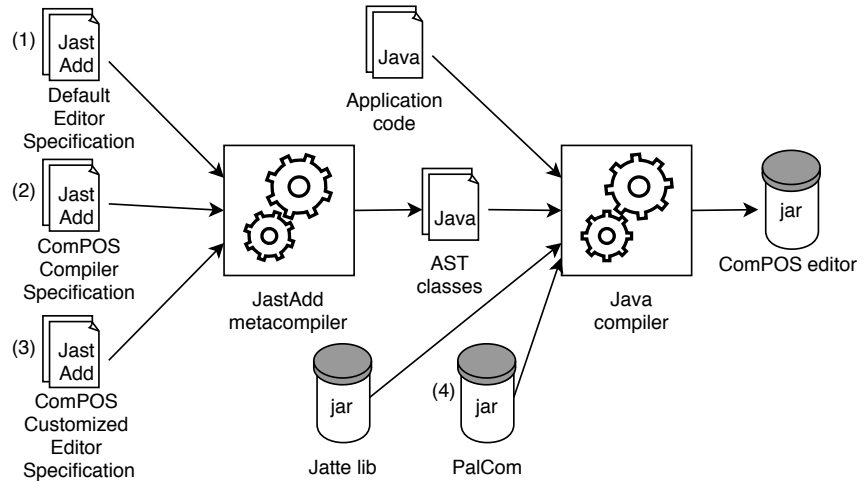 (1)
Jast
Add
Default
Editor
Specification
(2)
Jast
Add
ComPOS
Compiler
Specification
(3)
Jast
Add
ComPOS
Customized
Editor
Specification
JastAdd
metacompiler
Java
Application
code
Java
AST
classes
jar
Jatte lib
(4)
jar
PalCom
Java
compiler
jar
ComPOS editor